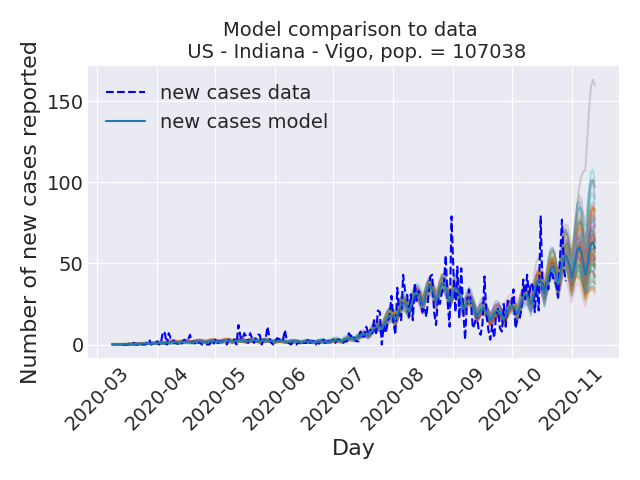 Model comparison to data
US - Indiana - Vigo, pop. = 107038
Number of new cases reported
150
100
50
0
new cases data
new cases model
2020-03
2020-04
2020-05
2020-06
2020-07
2020-08
2020-09
2020-10
2020-11
Day